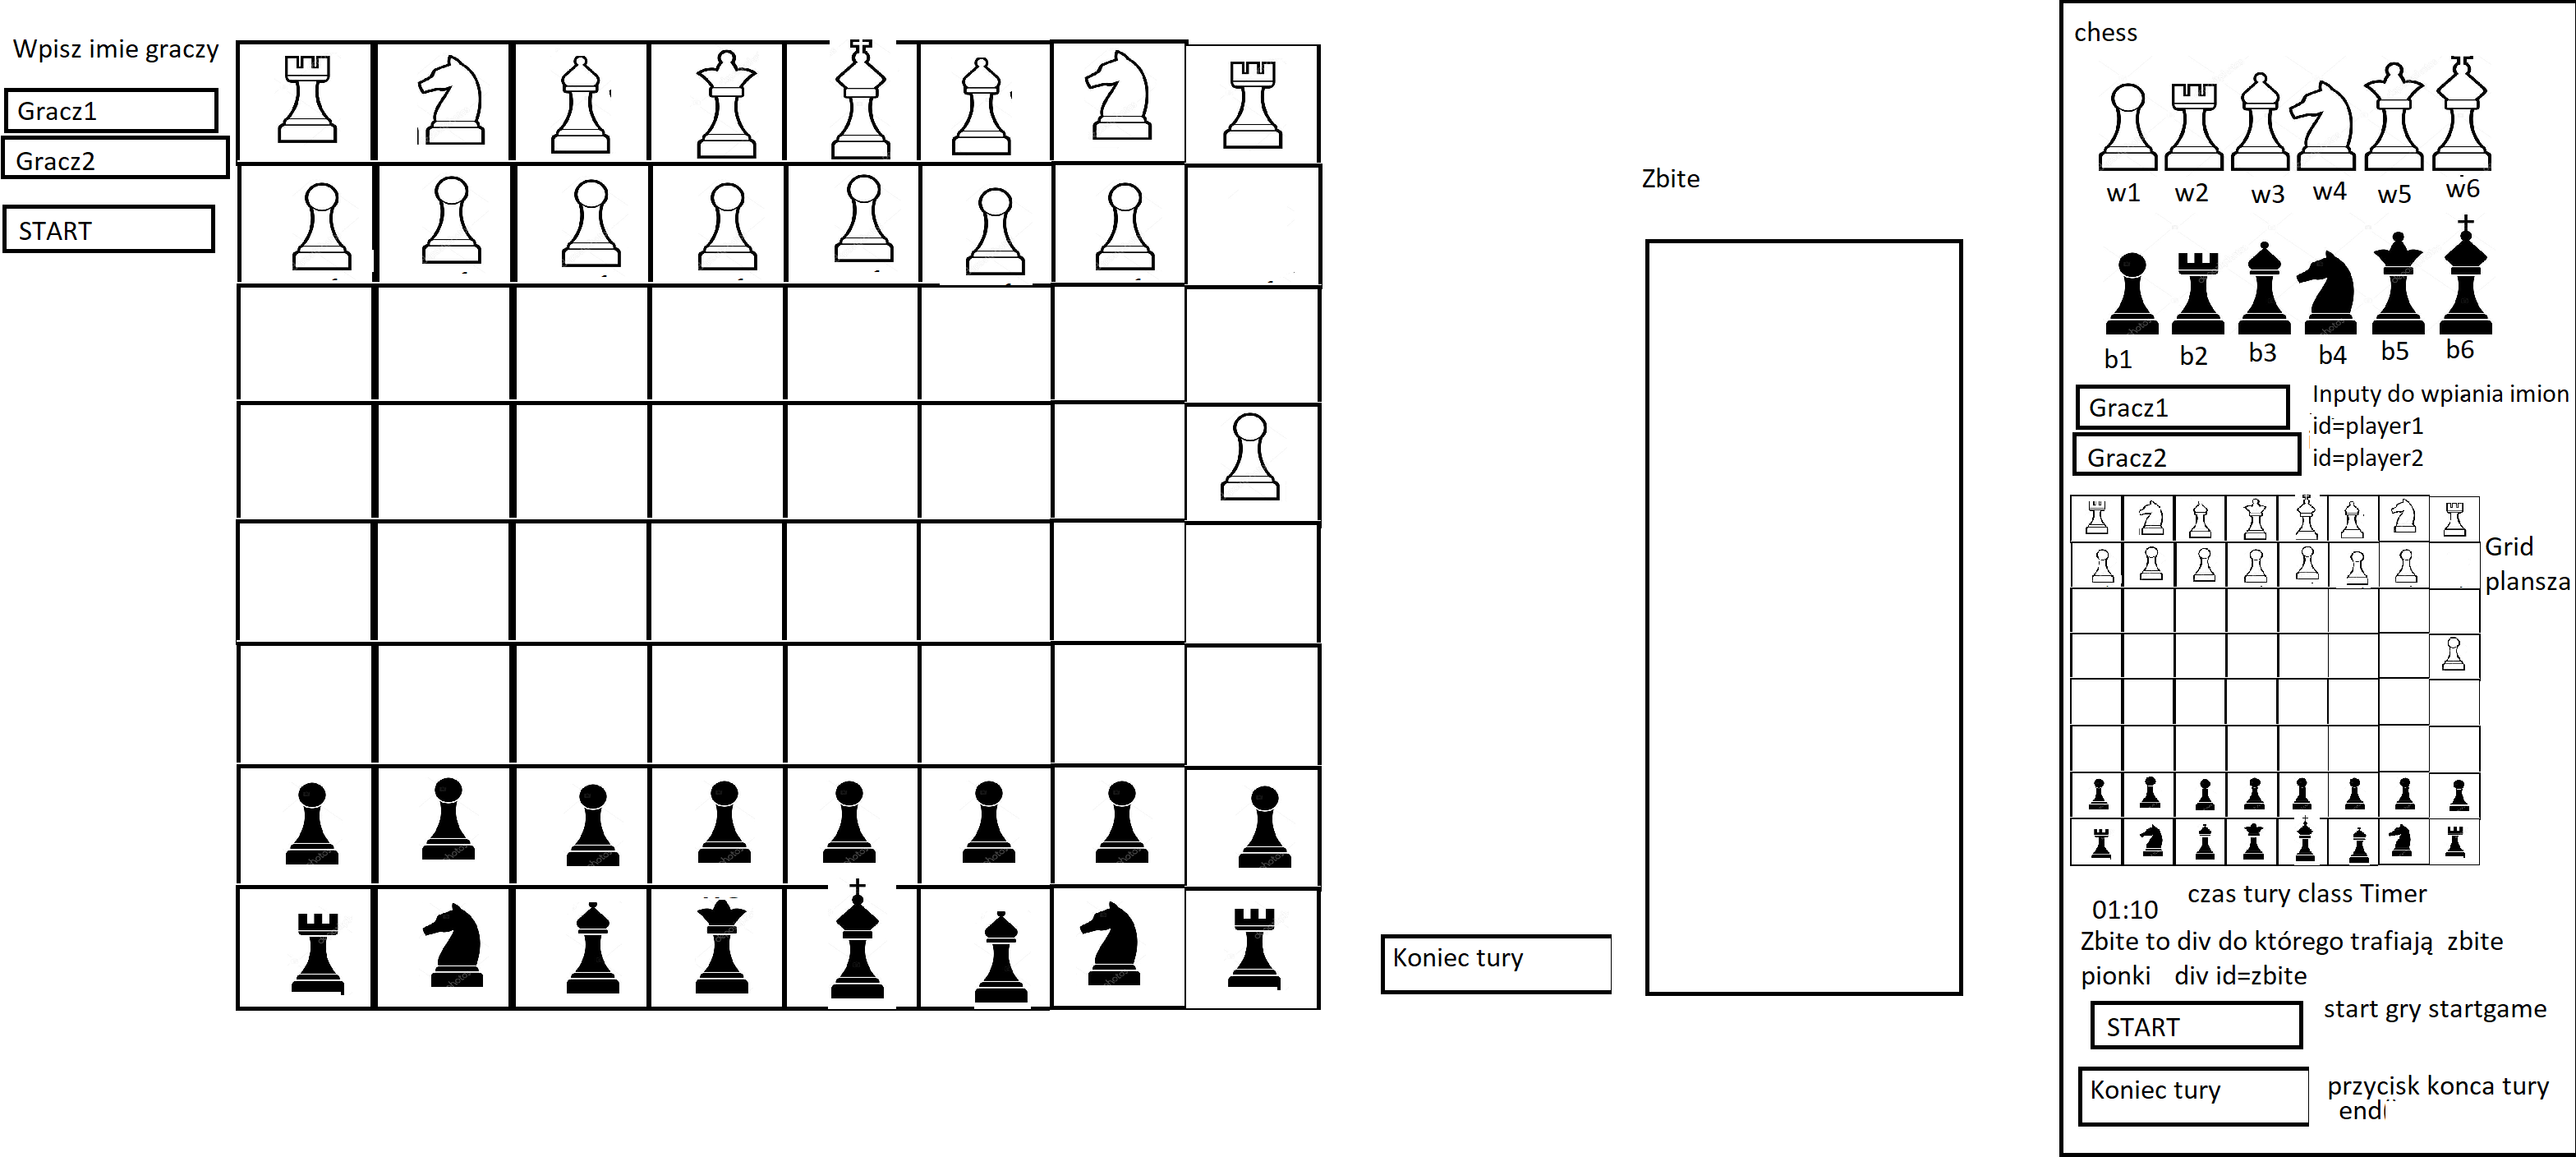 Wpisz imie graczy
Gracz1
Gracz2
START
Zbite
Koniec tury
chess
w1 w2 w3 w4 w5 w6
b1 b2 b3 b4 b5 b6
Gracz1
Gracz2
Inputy do wpiania imion
id=player1
id=player2
Grid
plansza
czas tury class Timer
01:10
Zbite to div do którego trafiają zbite
pionki div id=zbite
START
start gry startgame
Koniec tury
przycisk konca tury
end(